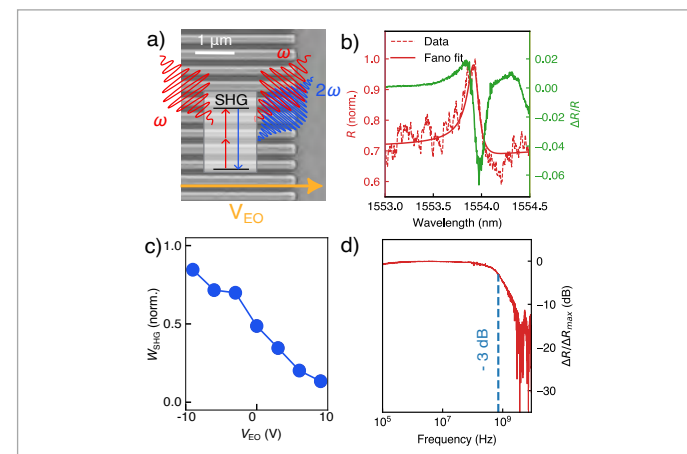 a)
1 μm
ω
ω
SHG
2ω
V_EO
b)
Data
Fano fit
1.0
0.9
0.8
0.7
0.6
R (norm.)
0.02
0.00
−0.02
−0.04
−0.06
ΔR/R
1553.0 1553.5 1554.0 1554.5
Wavelength (nm)
c)
1.0
0.5
0.0
W_SHG (norm.)
-10 0 10
V_EO (V)
d)
- 3 dB
0
−10
−20
−30
ΔR/ΔR_max (dB)
10^5 10^7 10^9
Frequency (Hz)